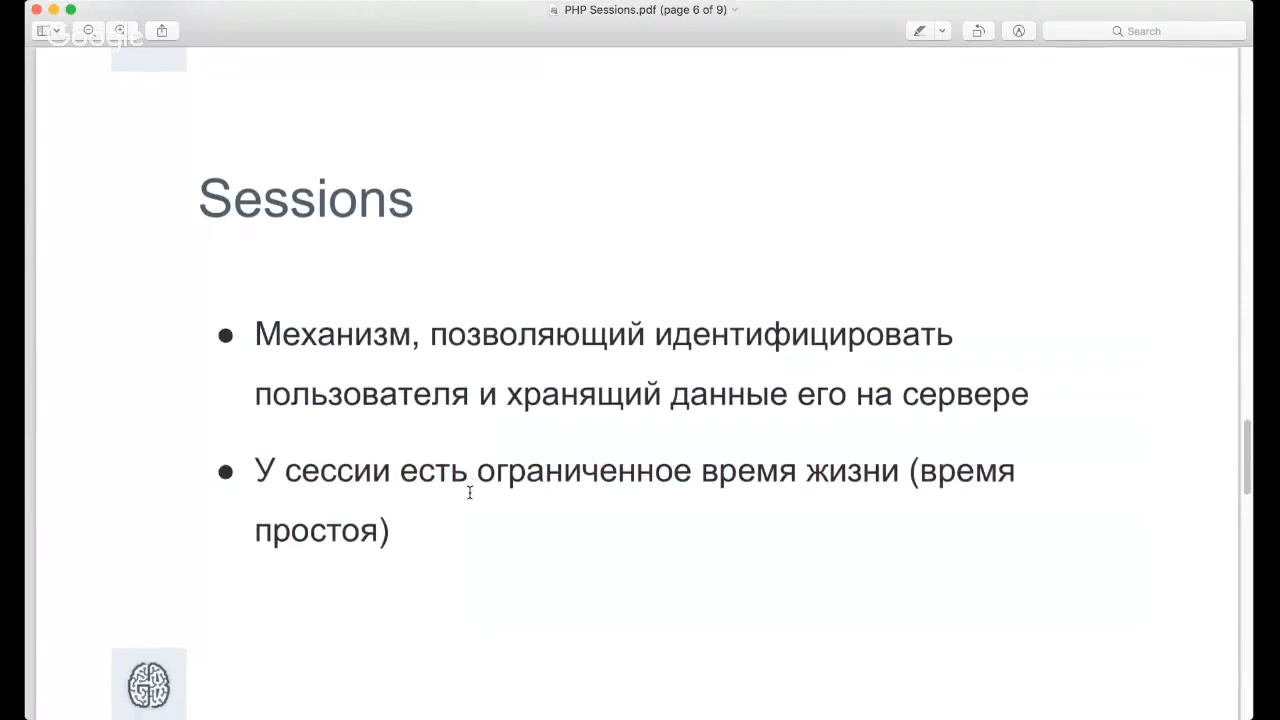 PHP Sessions.pdf (page 6 of 9)
Google
Search
Sessions
● Механизм, позволяющий идентифицировать
пользователя и хранящий данные его на сервере
● У сессии есть ограниченное время жизни (время
простоя)